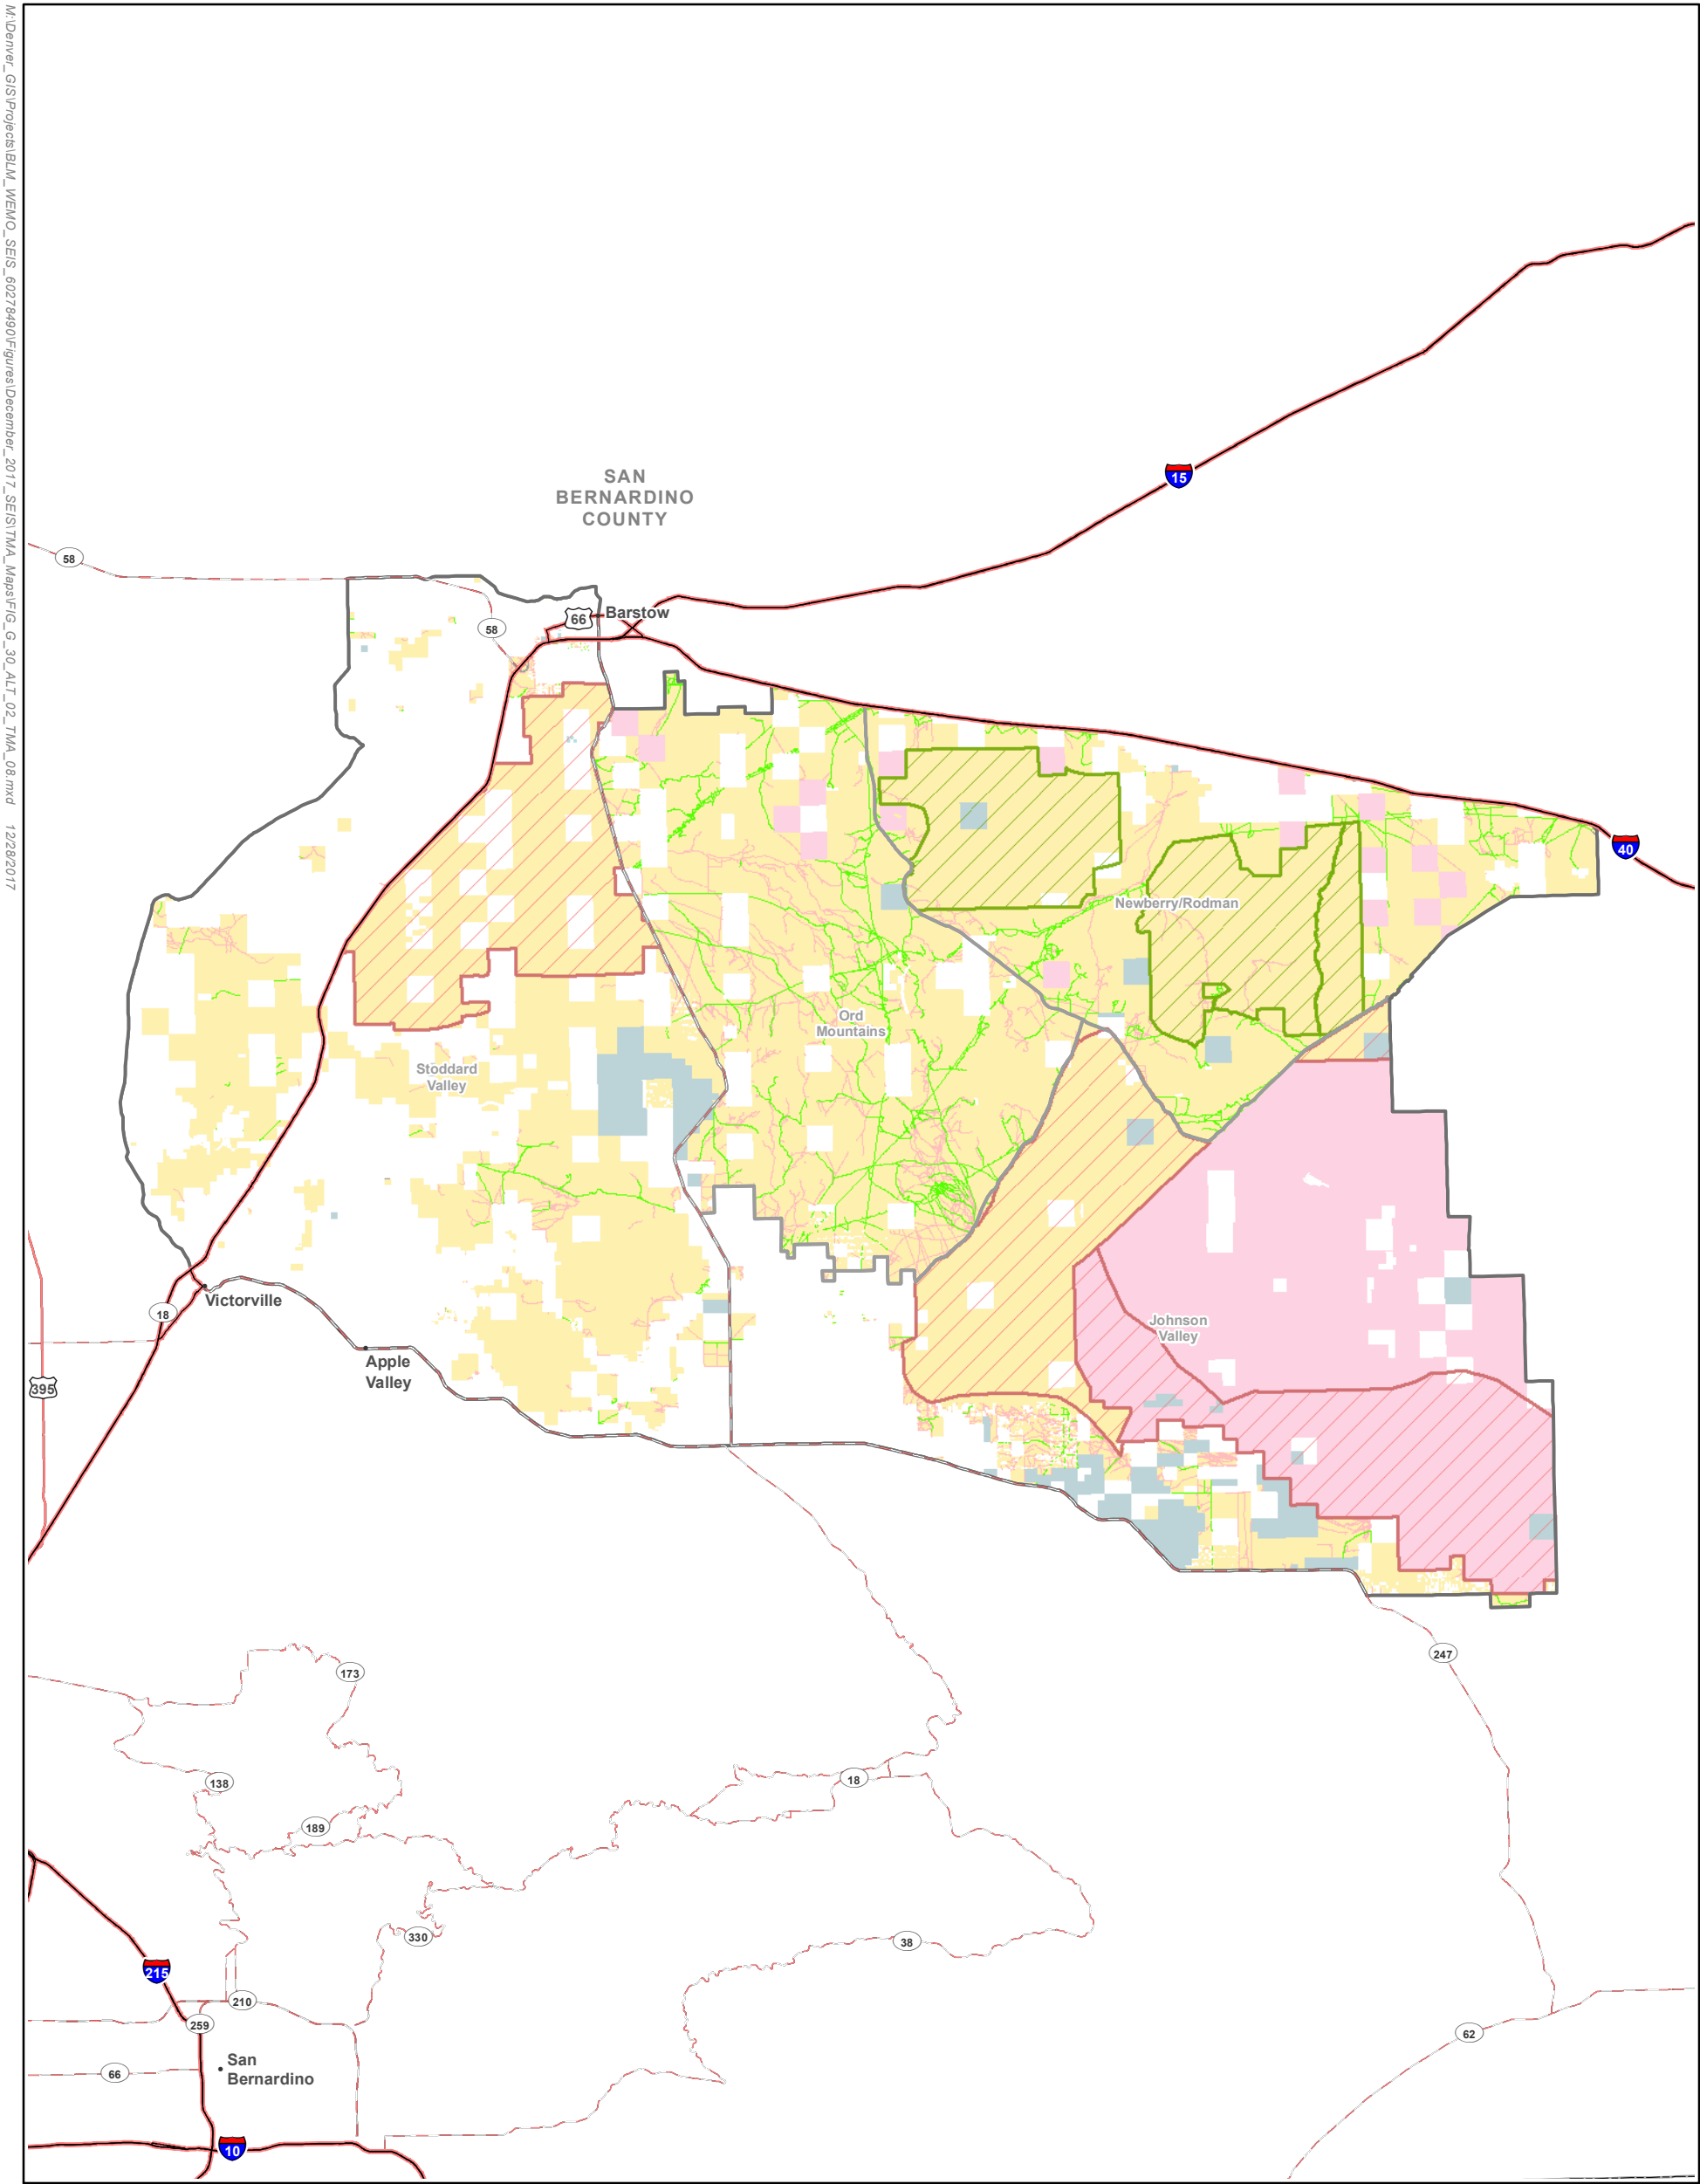 M:\Denver_GIS\Projects\BLM_WEMO_SEIS_60278490\Figures\December_2017_SEIS\TMA_Maps\FIG_G_30_ALT_02_TMA_08.mxd 12/28/2017
SAN
BERNARDINO
COUNTY
15
58
58
66
Barstow
40
Newberry/Rodman
Ord
Mountains
Stoddard
Valley
Victorville
18
Johnson
Valley
Apple
Valley
395
247
173
138
18
189
330
38
215
210
259
62
San
Bernardino
66
10